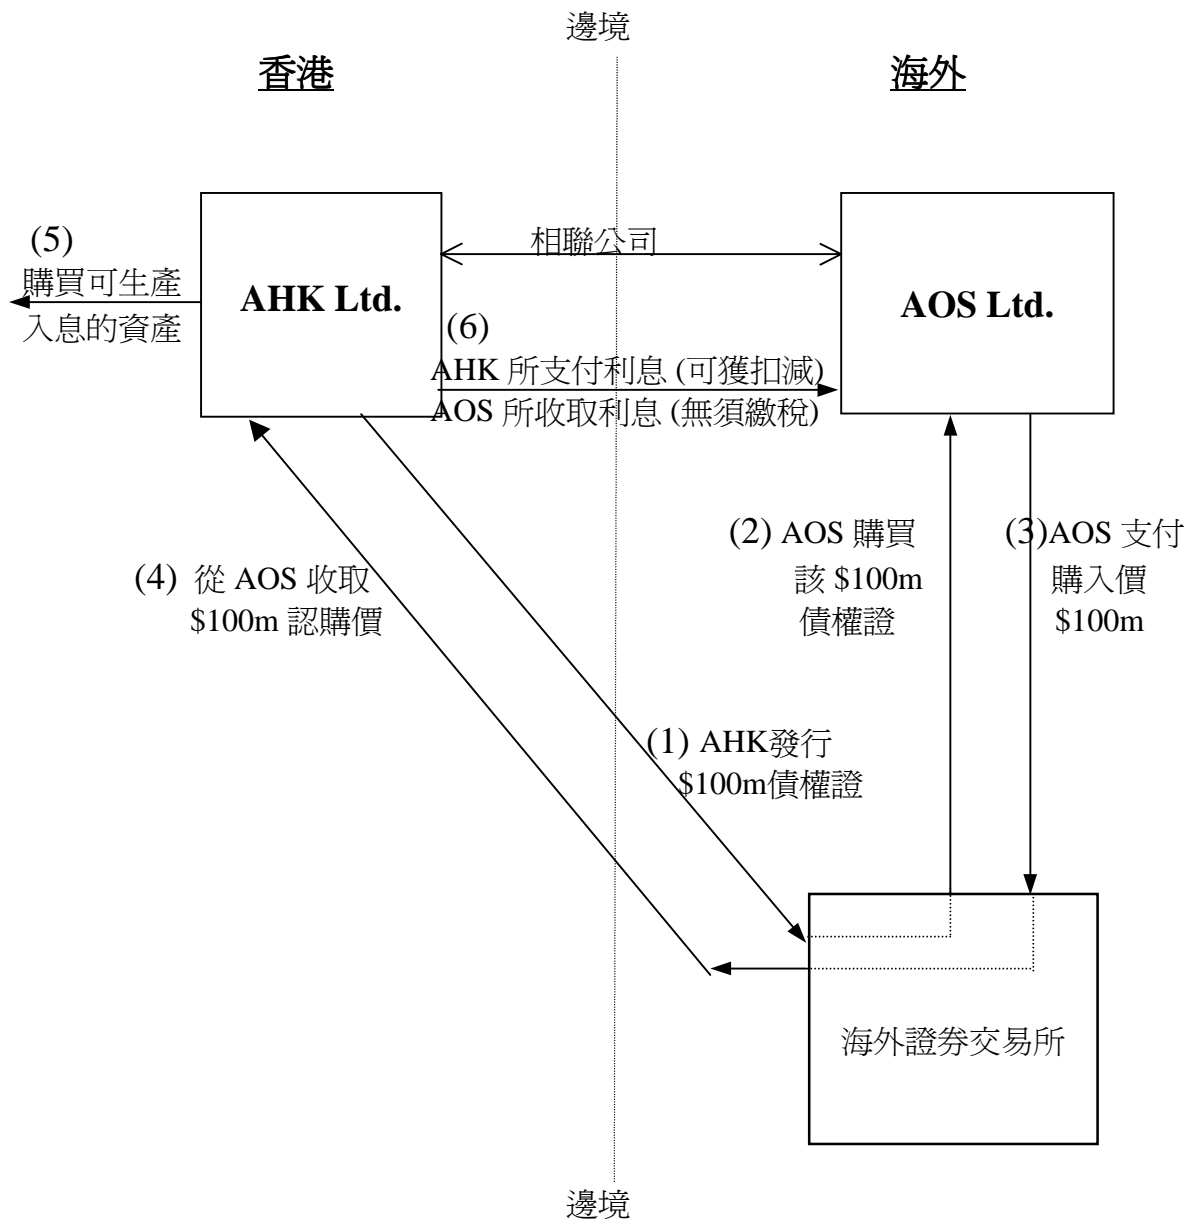 邊境
香港
海外
(5)
購買可生產
入息的資產
AHK Ltd.
相聯公司
AOS Ltd.
(6)
AHK 所支付利息 (可獲扣減)
AOS 所收取利息 (無須繳稅)
(2) AOS 購買
該 $100m
債權證
(3)AOS 支付
購入價
$100m
(4) 從 AOS 收取
$100m 認購價
(1) AHK發行
$100m債權證
海外證券交易所
邊境